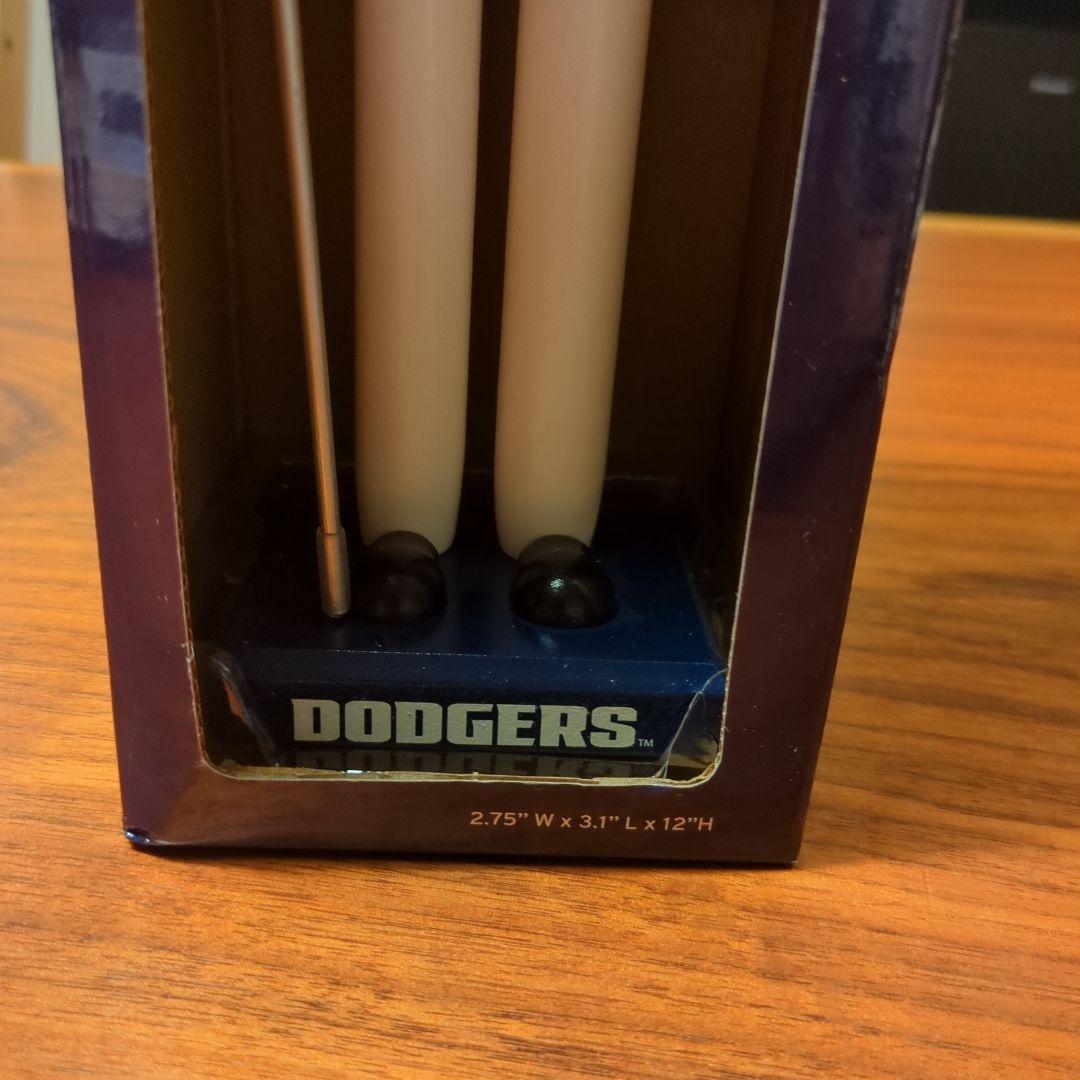 DODGERS™
2.75” W x 3.1” L x 12”H